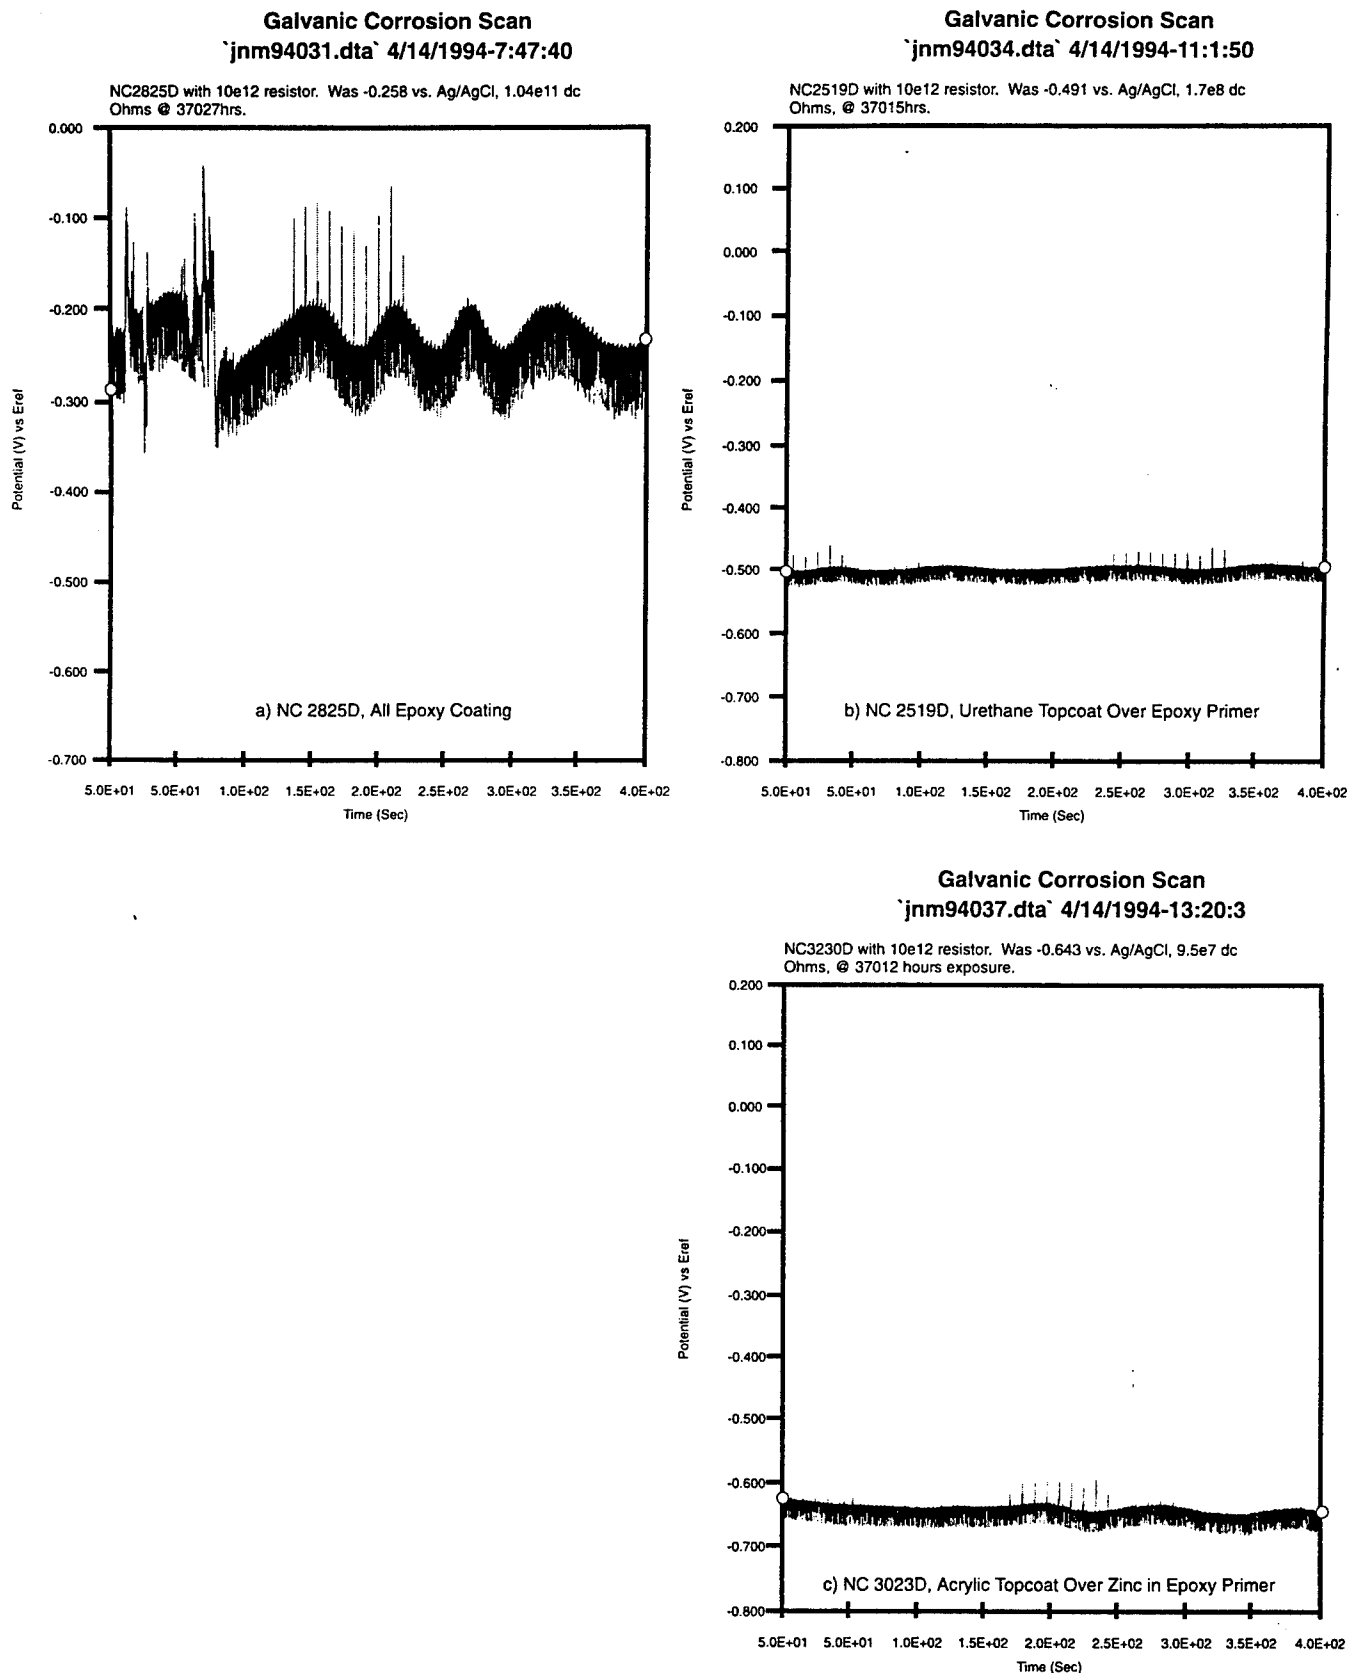 Galvanic Corrosion Scan
`jnm94031.dta` 4/14/1994-7:47:40
NC2825D with 10e12 resistor. Was -0.258 vs. Ag/AgCl, 1.04e11 dc
Ohms @ 37027hrs.
0.000
-0.100
-0.200
-0.300
-0.400
-0.500
-0.600
-0.700
Potential (V) vs Eref
a) NC 2825D, All Epoxy Coating
5.0E+01 5.0E+01 1.0E+02 1.5E+02 2.0E+02 2.5E+02 3.0E+02 3.5E+02 4.0E+02
Time (Sec)
Galvanic Corrosion Scan
`jnm94034.dta` 4/14/1994-11:1:50
NC2519D with 10e12 resistor. Was -0.491 vs. Ag/AgCl, 1.7e8 dc
Ohms, @ 37015hrs.
0.200
0.100
0.000
-0.100
-0.200
-0.300
-0.400
-0.500
-0.600
-0.700
-0.800
Potential (V) vs Eref
b) NC 2519D, Urethane Topcoat Over Epoxy Primer
5.0E+01 5.0E+01 1.0E+02 1.5E+02 2.0E+02 2.5E+02 3.0E+02 3.5E+02 4.0E+02
Time (Sec)
Galvanic Corrosion Scan
`jnm94037.dta` 4/14/1994-13:20:3
NC3230D with 10e12 resistor. Was -0.643 vs. Ag/AgCl, 9.5e7 dc
Ohms, @ 37012 hours exposure.
0.200
0.100
0.000
-0.100
-0.200
-0.300
-0.400
-0.500
-0.600
-0.700
-0.800
Potential (V) vs Eref
c) NC 3023D, Acrylic Topcoat Over Zinc in Epoxy Primer
5.0E+01 5.0E+01 1.0E+02 1.5E+02 2.0E+02 2.5E+02 3.0E+02 3.5E+02 4.0E+02
Time (Sec)